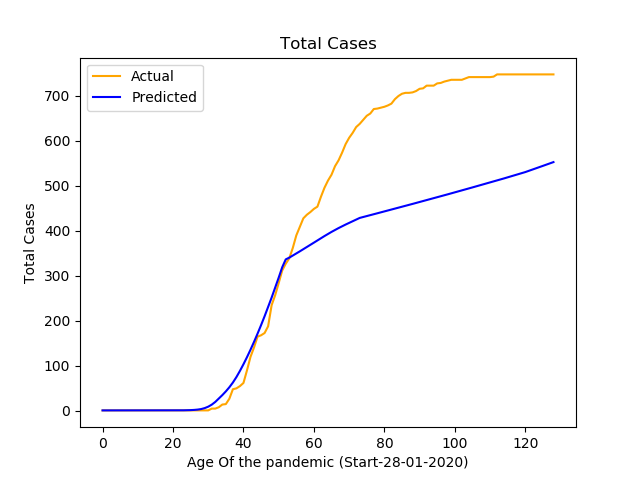 Total Cases
Actual
Predicted
Total Cases
700
600
500
400
300
200
100
0
0 20 40 60 80 100 120
Age Of the pandemic (Start-28-01-2020)